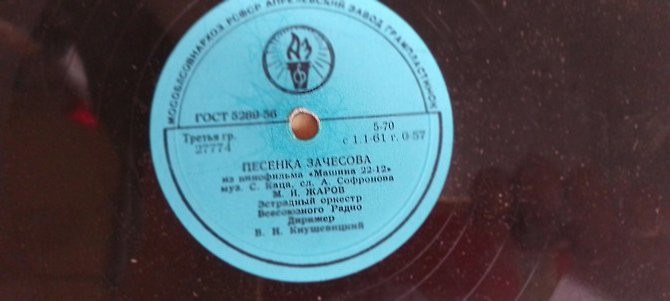 МОСОБЛСОВНАРХОЗ РСФСР АПРЕЛЕВСКИЙ ЗАВОД ГРАМПЛАСТИНОК
АЗ
ГОСТ 5289-56
Третья гр. 5-70
27774 с 1.1-61 г. 0-57
ПЕСЕНКА ЗАЧЕСОВА
из кинофильма «Машина 22-12»
муз. С. Каца, сл. А. Софронова
М. И. ЖАРОВ
Эстрадный оркестр
Всесоюзного Радио
Дирижер
В. Н. Кнушевицкий